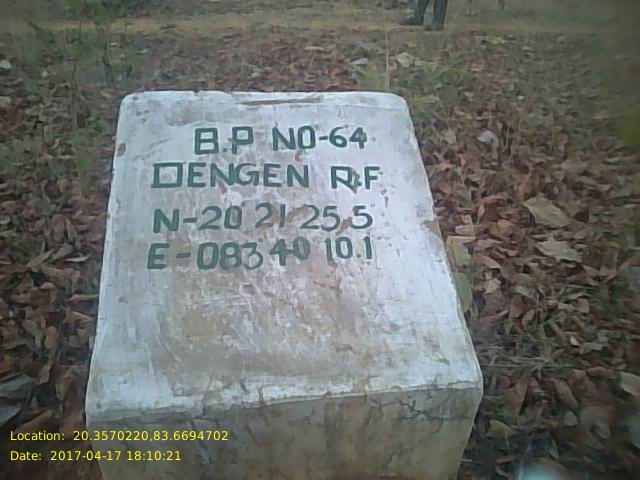 B.P NO-64
DENGEN R.F
N-20 21 25.5
E-083 40 10.1
Location: 20.3570220,83.6694702
Date: 2017-04-17 18:10:21